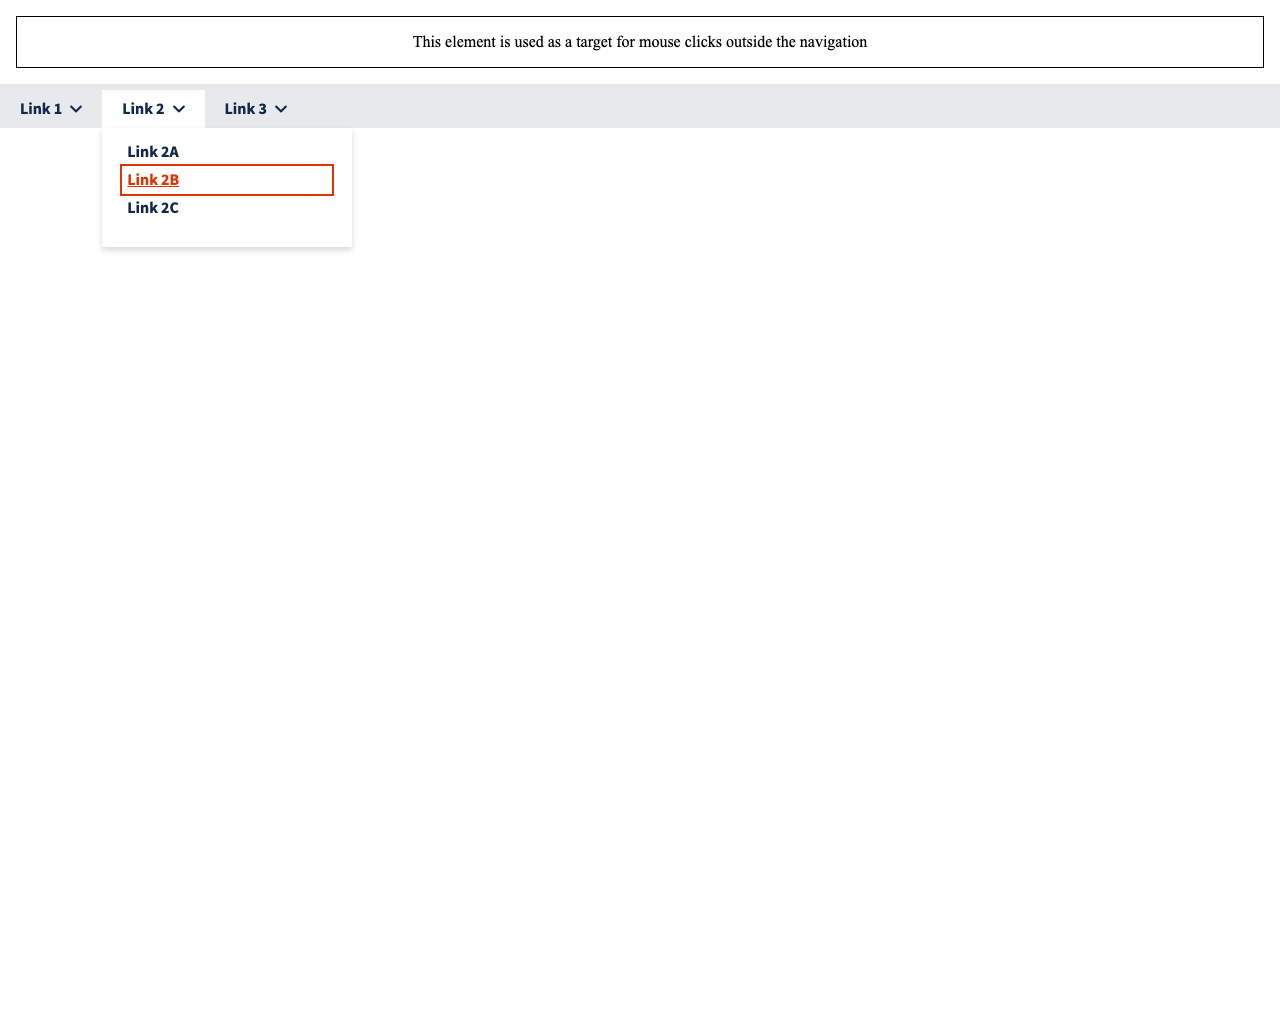 This element is used as a target for mouse clicks outside the navigation
Link 1 Link 2 Link 3
Link 2A
Link 2B
Link 2C